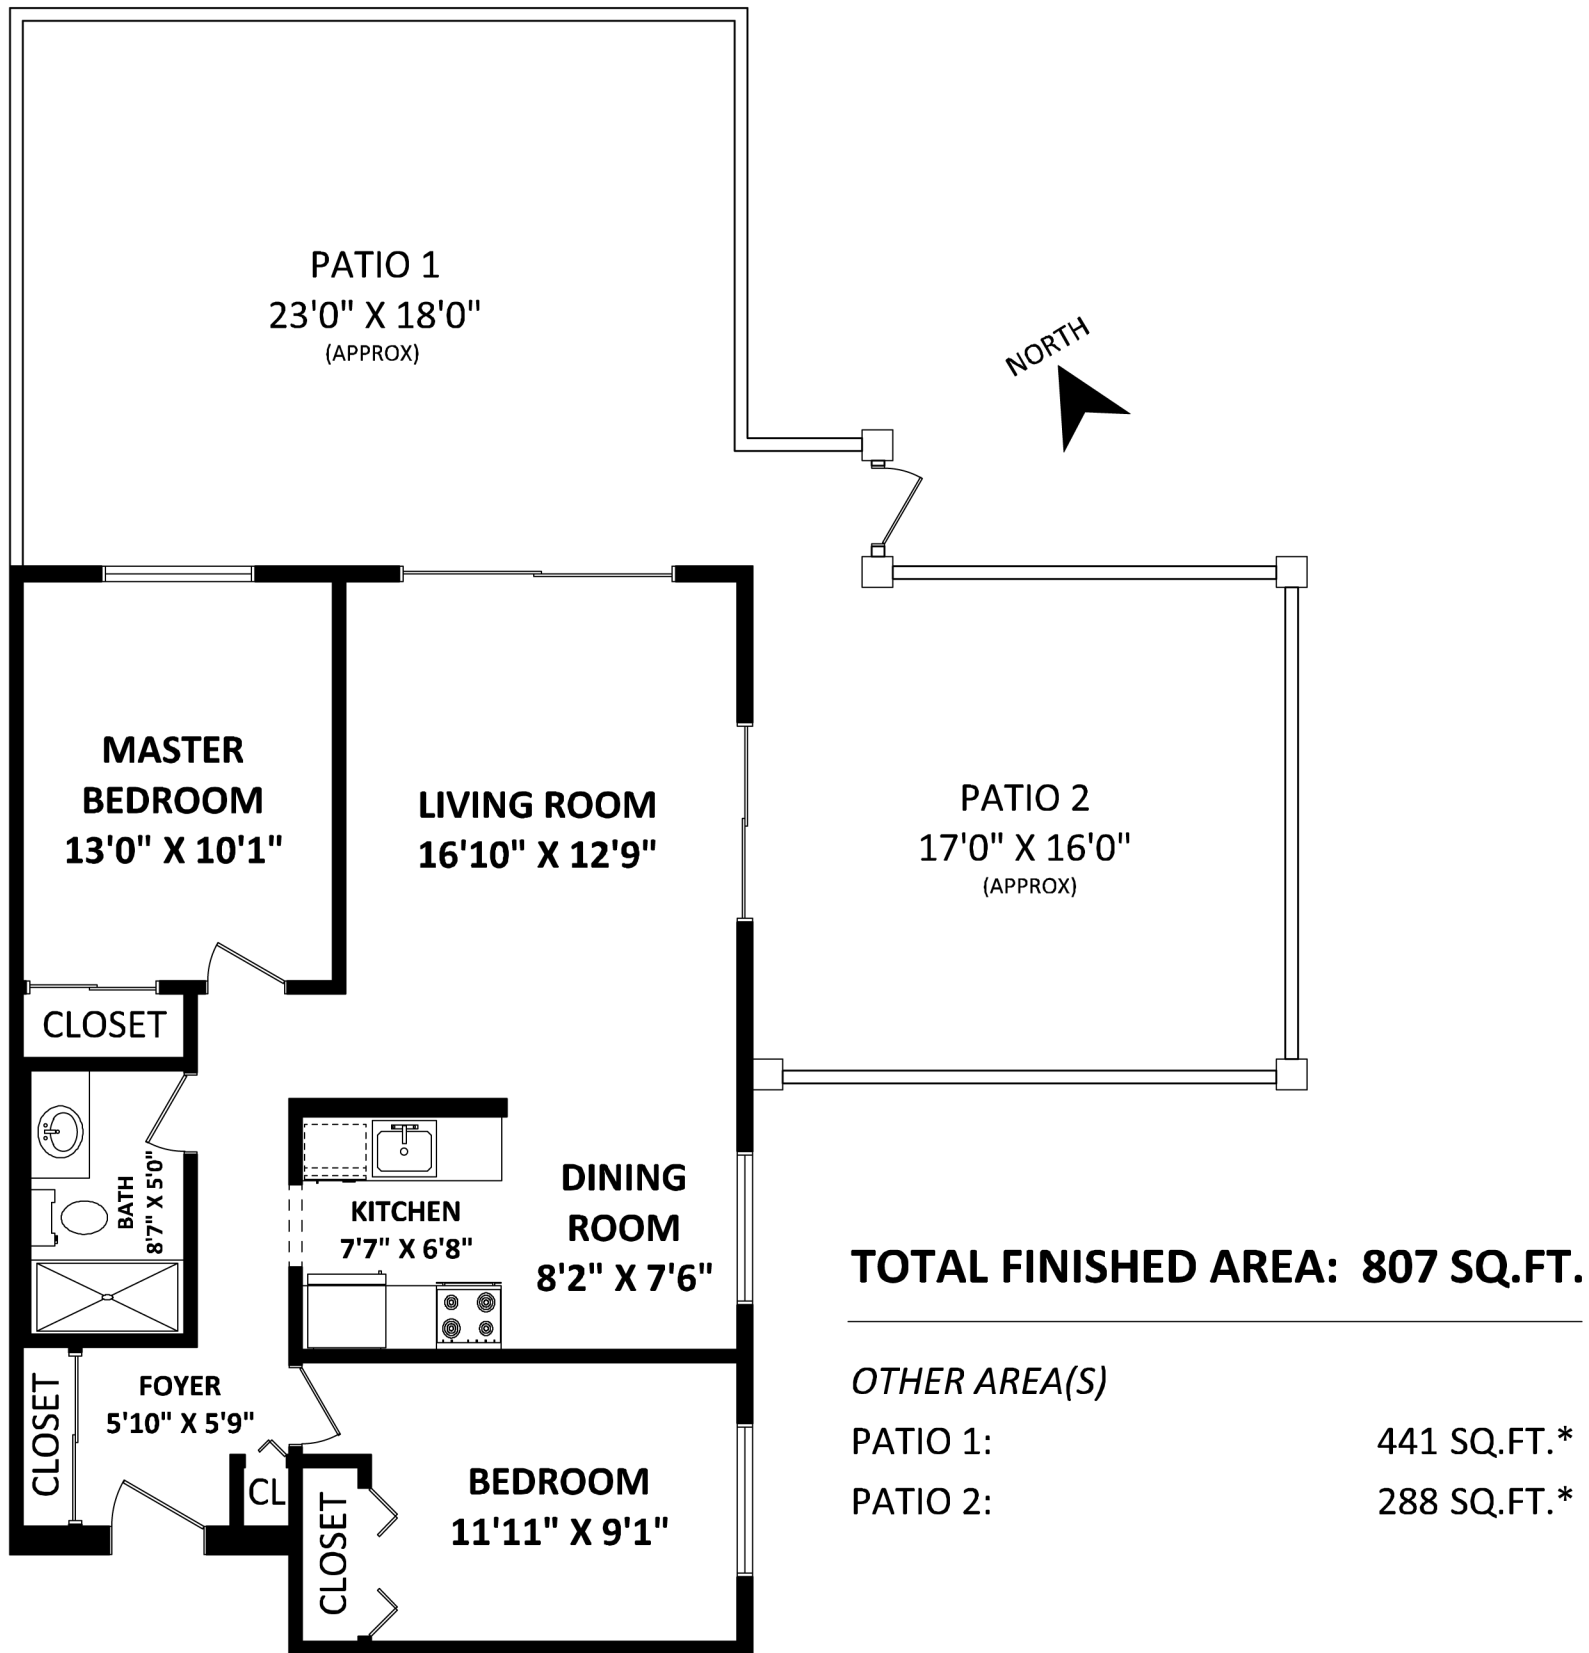 PATIO 1
23'0" X 18'0"
(APPROX)
NORTH
MASTER
BEDROOM
13'0" X 10'1"
LIVING ROOM
16'10" X 12'9"
PATIO 2
17'0" X 16'0"
(APPROX)
CLOSET
BATH
8'7" X 5'0"
KITCHEN
7'7" X 6'8"
DINING
ROOM
8'2" X 7'6"
TOTAL FINISHED AREA: 807 SQ.FT.
OTHER AREA(S)
PATIO 1: 441 SQ.FT.*
PATIO 2: 288 SQ.FT.*
CLOSET
FOYER
5'10" X 5'9"
CL
CLOSET
BEDROOM
11'11" X 9'1"